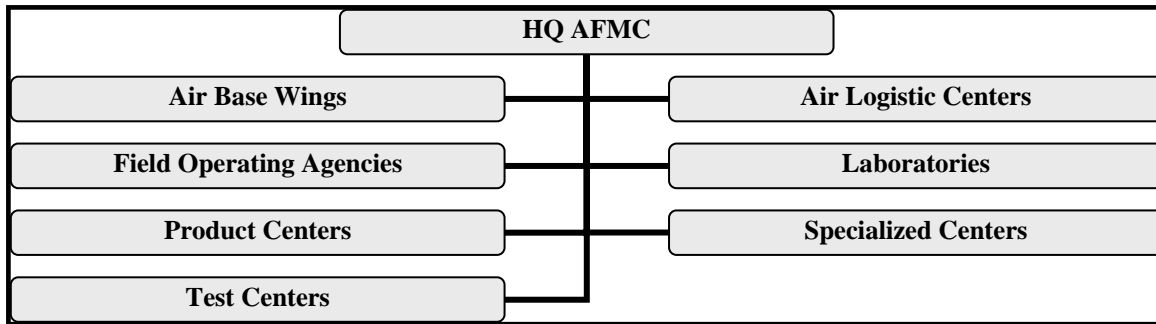 HQ AFMC
Air Base Wings
Air Logistic Centers
Field Operating Agencies
Laboratories
Product Centers
Specialized Centers
Test Centers